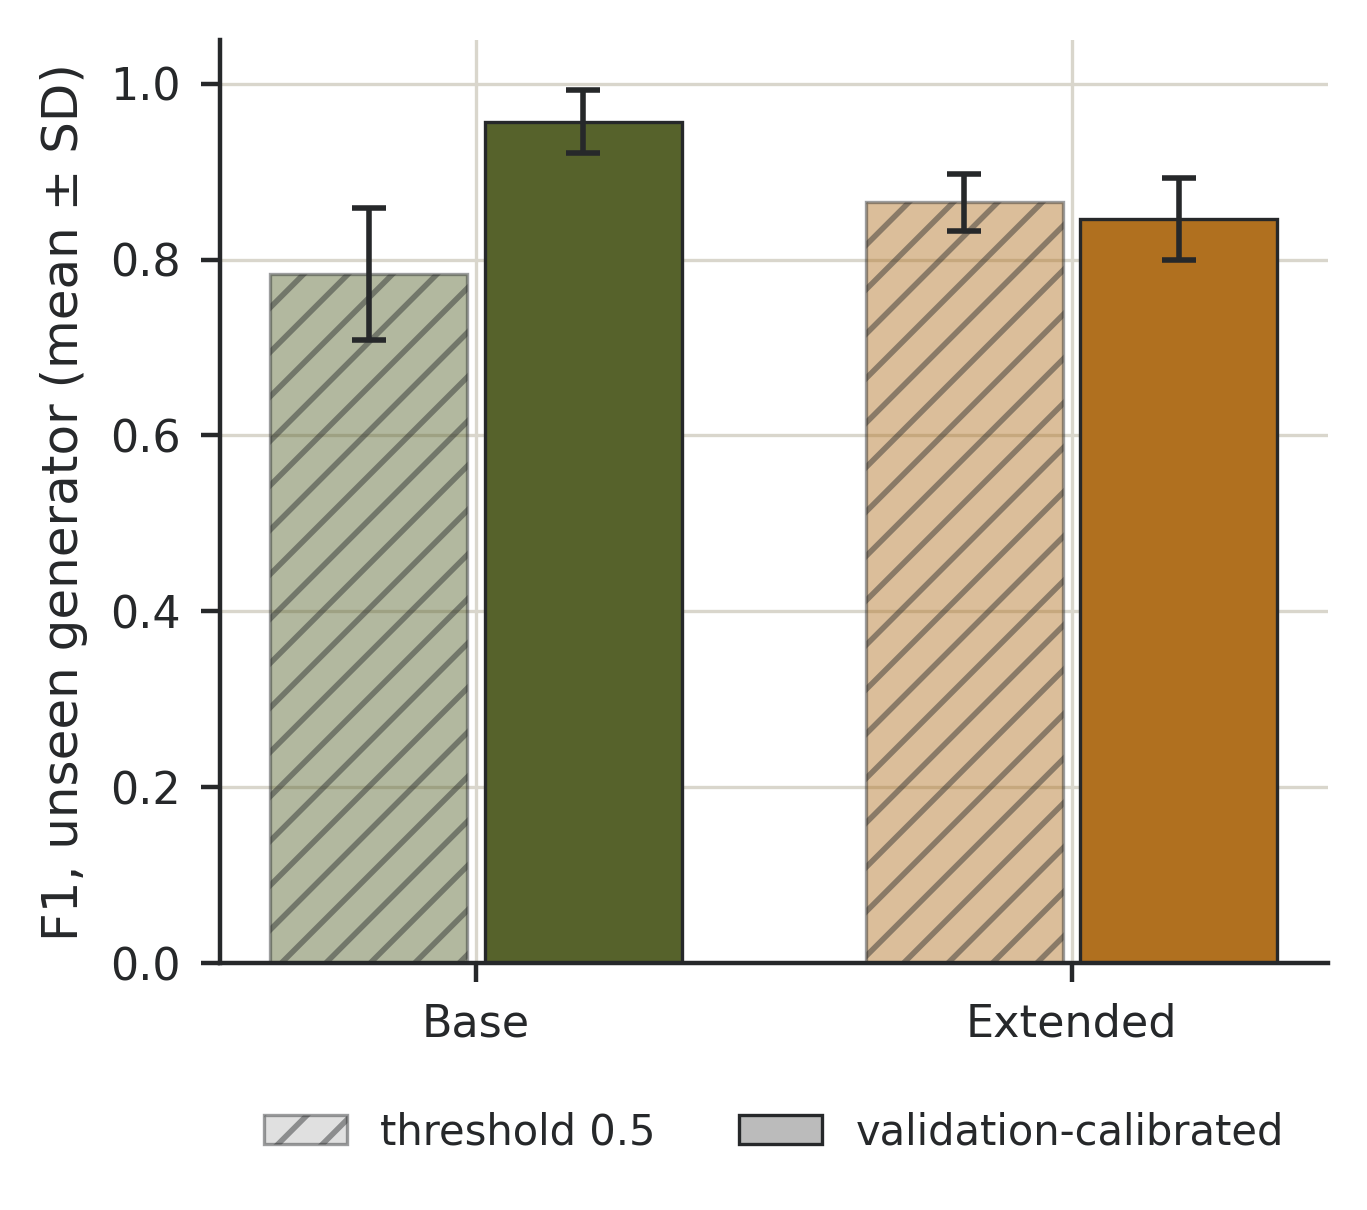 F1, unseen generator (mean ± SD)
1.0
0.8
0.6
0.4
0.2
0.0
Base Extended
threshold 0.5 validation-calibrated